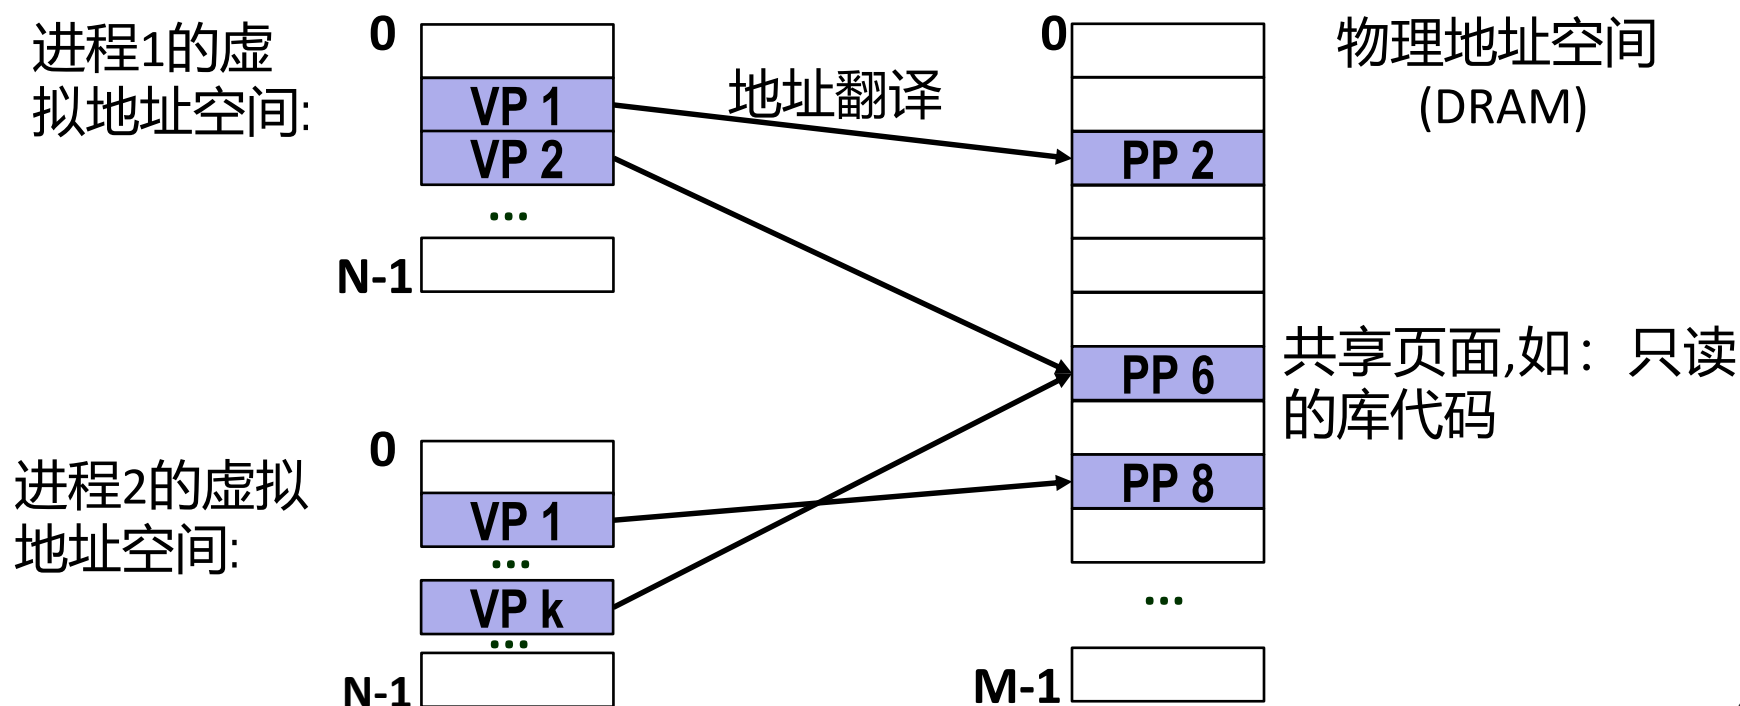 进程1的虚
拟地址空间:
0
VP 1
VP 2
...
N-1
地址翻译
0
PP 2
PP 6
PP 8
...
M-1
物理地址空间
(DRAM)
共享页面,如：只读
的库代码
进程2的虚拟
地址空间:
0
VP 1
...
VP k
...
N-1